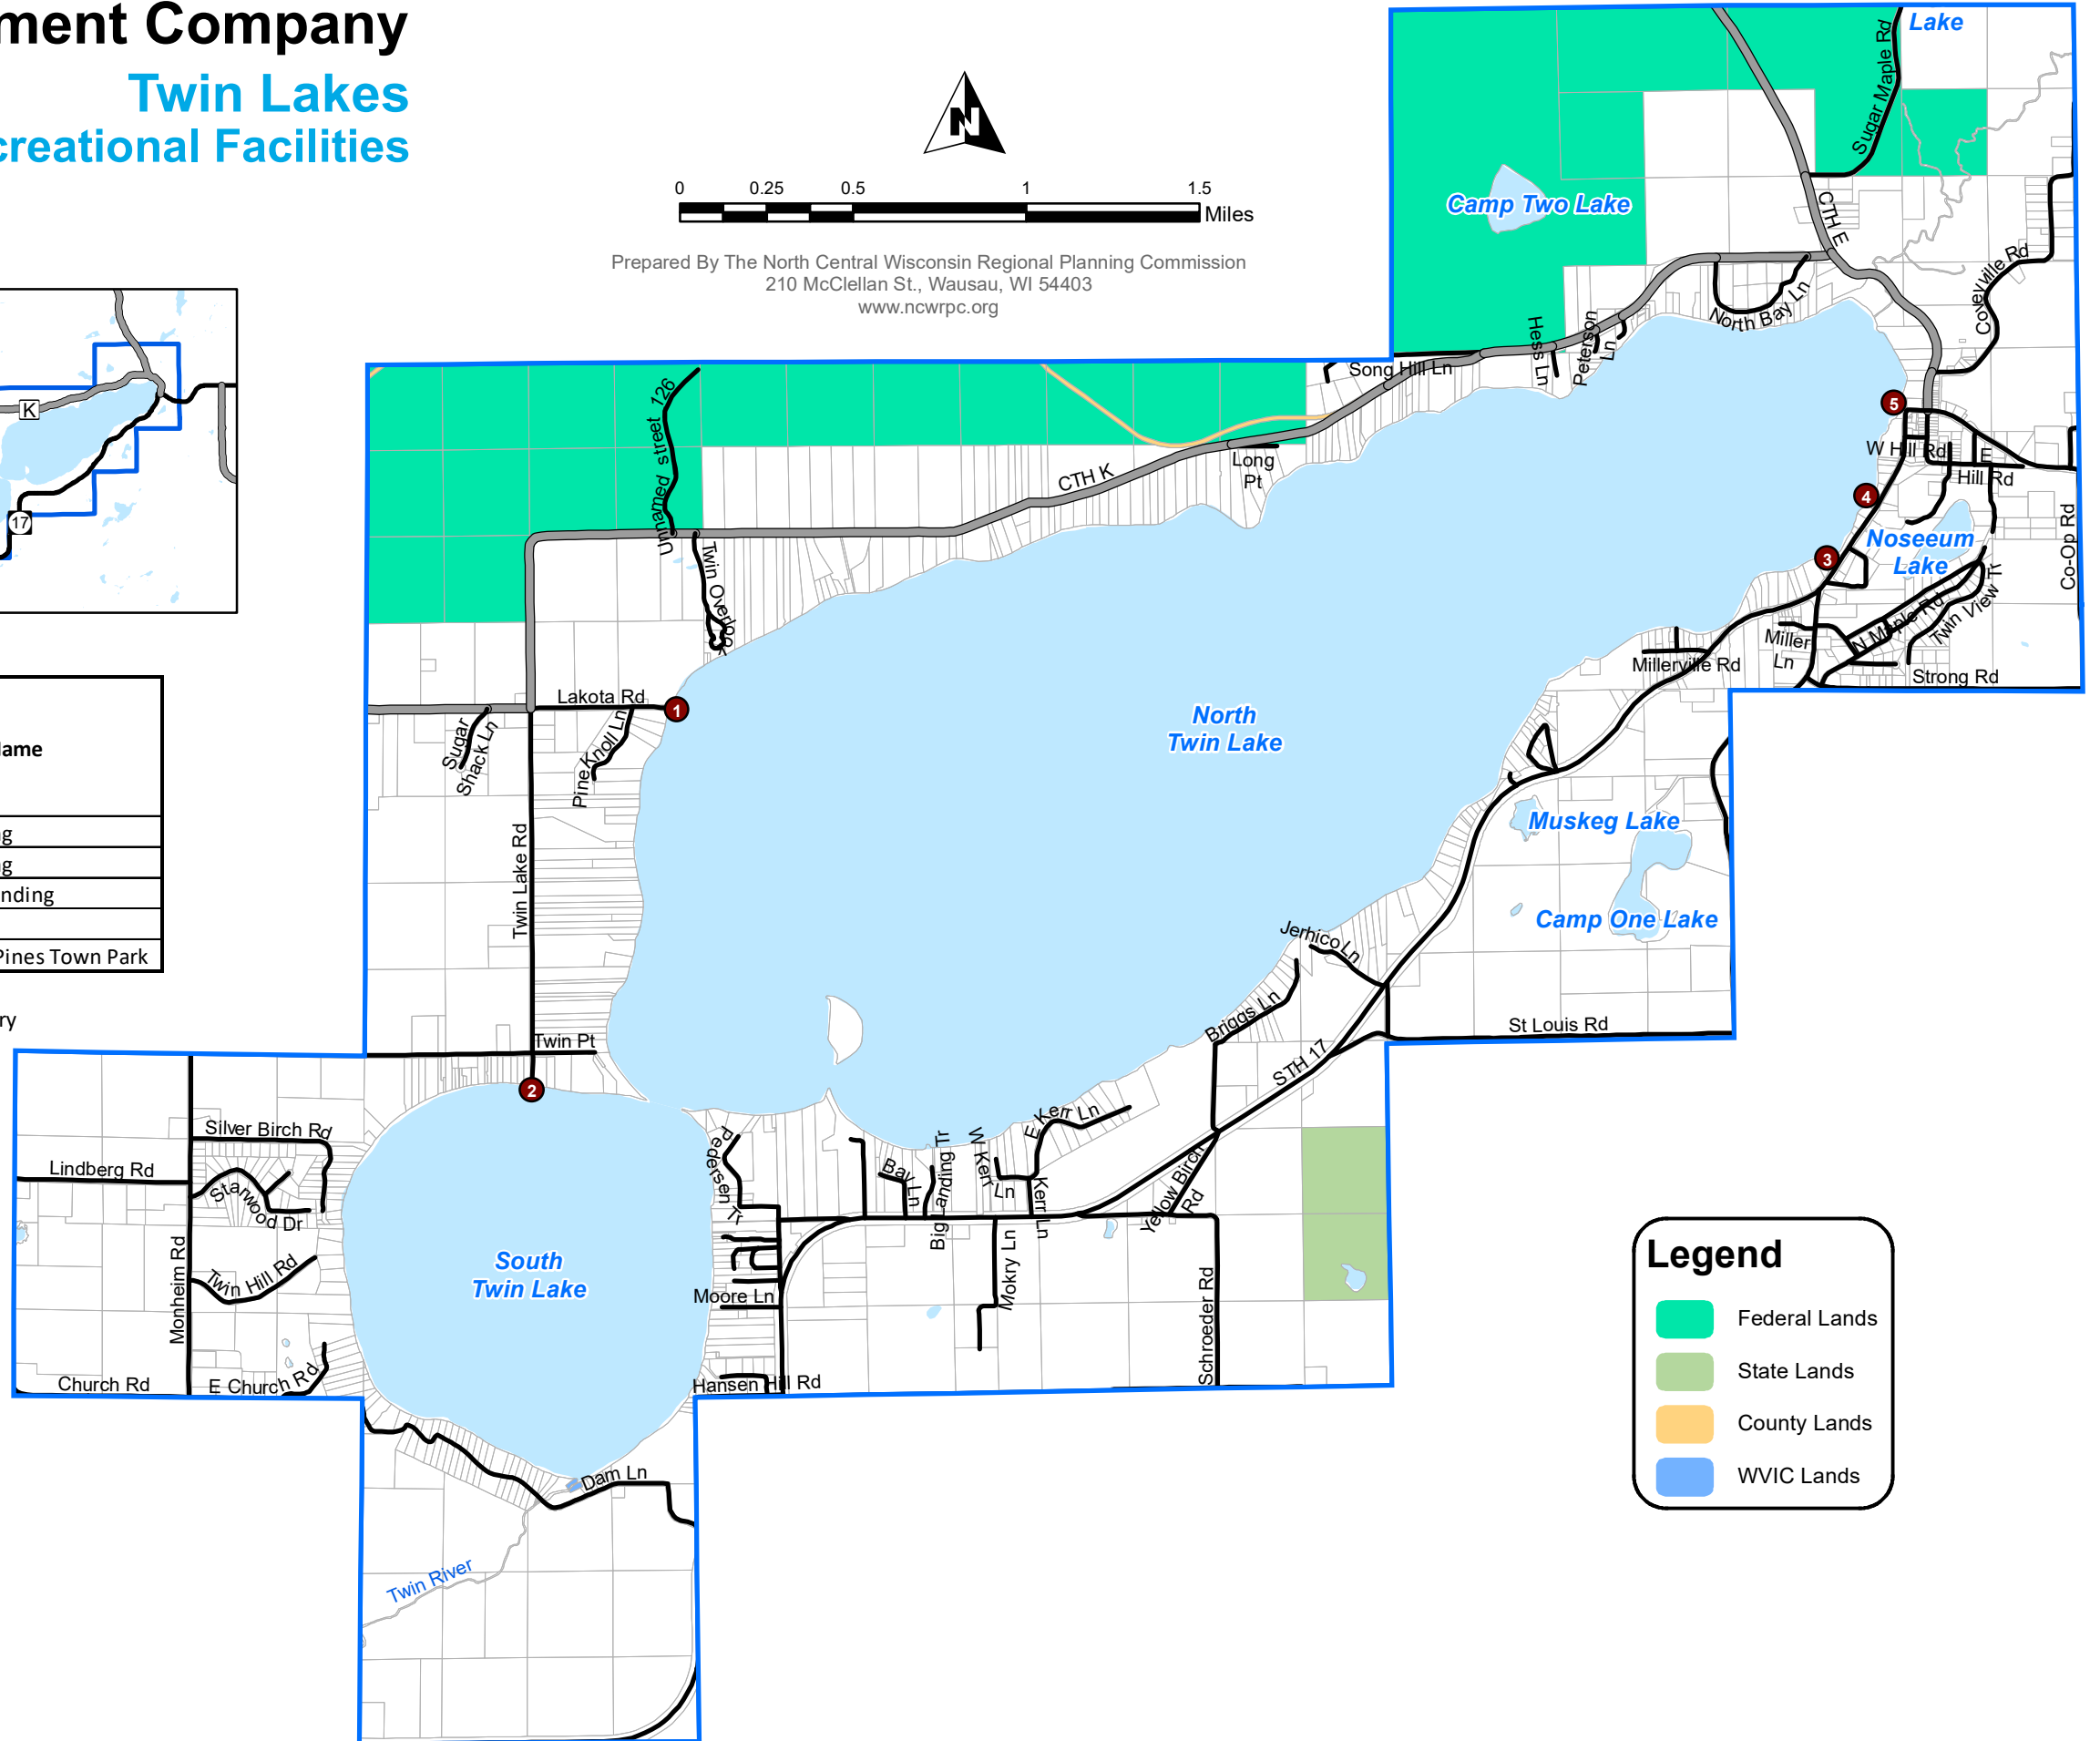 ment Company
Twin Lakes
creational Facilities
N
0 0.25 0.5 1 1.5
Miles
Prepared By The North Central Wisconsin Regional Planning Commission
210 McClellan St., Wausau, WI 54403
www.ncwrpc.org
Lake
Sugar Maple Rd
Camp Two Lake
CTH E
Coveyville Rd
North Bay Ln
Hess Ln
Peterson
Ln
Song Hill Ln
K
17
Unnamed street 126
CTH K
Long
Pt
5
W Hill Rd
E
Hill Rd
4
Noseeum
Lake
3
Co-Op Rd
Twin Overlook
N Maple Rd
Twin View Tr
Miller
Ln
Millerville Rd
Strong Rd
Lakota Rd
1
Sugar
Shack Ln
Pine Knoll Ln
North
Twin Lake
Name
g
g
nding
Pines Town Park
ry
Muskeg Lake
Twin Lake Rd
Camp One Lake
Jerhico Ln
Briggs Ln
St Louis Rd
STH 17
Twin Pt
2
Silver Birch Rd
Lindberg Rd
Starwood Dr
Monheim Rd
Twin Hill Rd
Church Rd
E Church Rd
South
Twin Lake
Pedersen Tr
Bay Ln
Big Landing Tr
W Kerr
Ln
E Kerr Ln
Kerr Ln
Yellow Birch
Rd
Mokry Ln
Moore Ln
Schroeder Rd
Hansen Hill Rd
Dam Ln
Twin River
Legend
Federal Lands
State Lands
County Lands
WVIC Lands